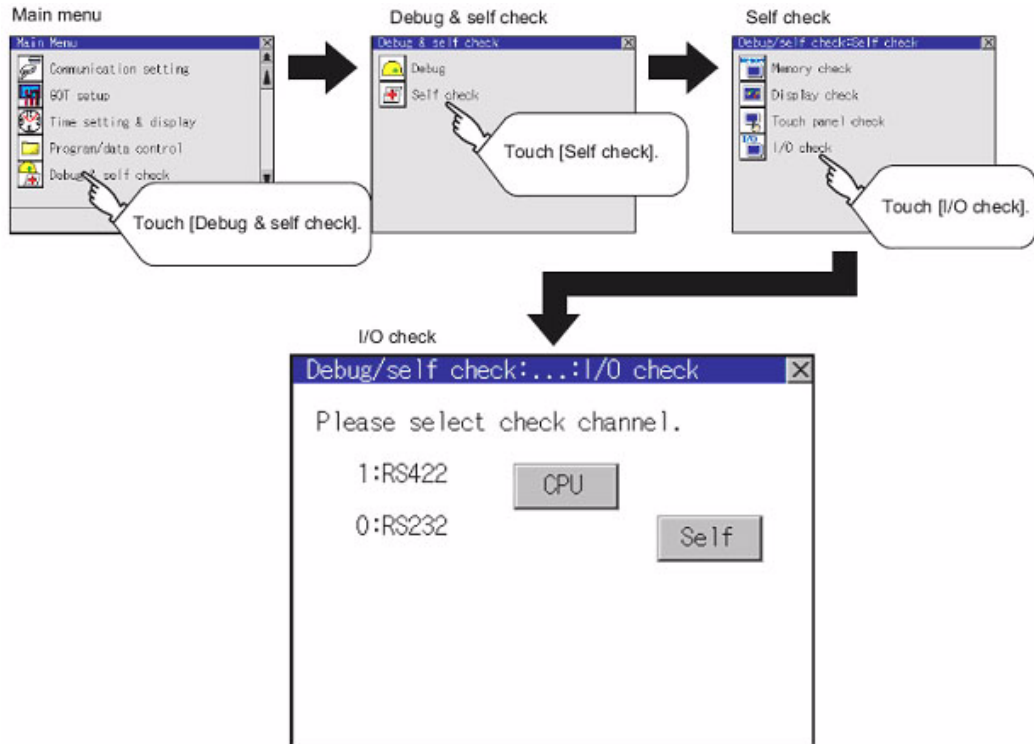 Main menu
Main Menu
Communication setting
GOT setup
Time setting & display
Program/data control
Debug & self check
Touch [Debug & self check].
Debug & self check
Debug & self check
Debug
Self check
Touch [Self check].
Self check
Debug/self check:Self check
Memory check
Display check
Touch panel check
I/O check
Touch [I/O check].
I/O check
Debug/self check:...:I/O check
Please select check channel.
1:RS422 CPU
0:RS232 Self